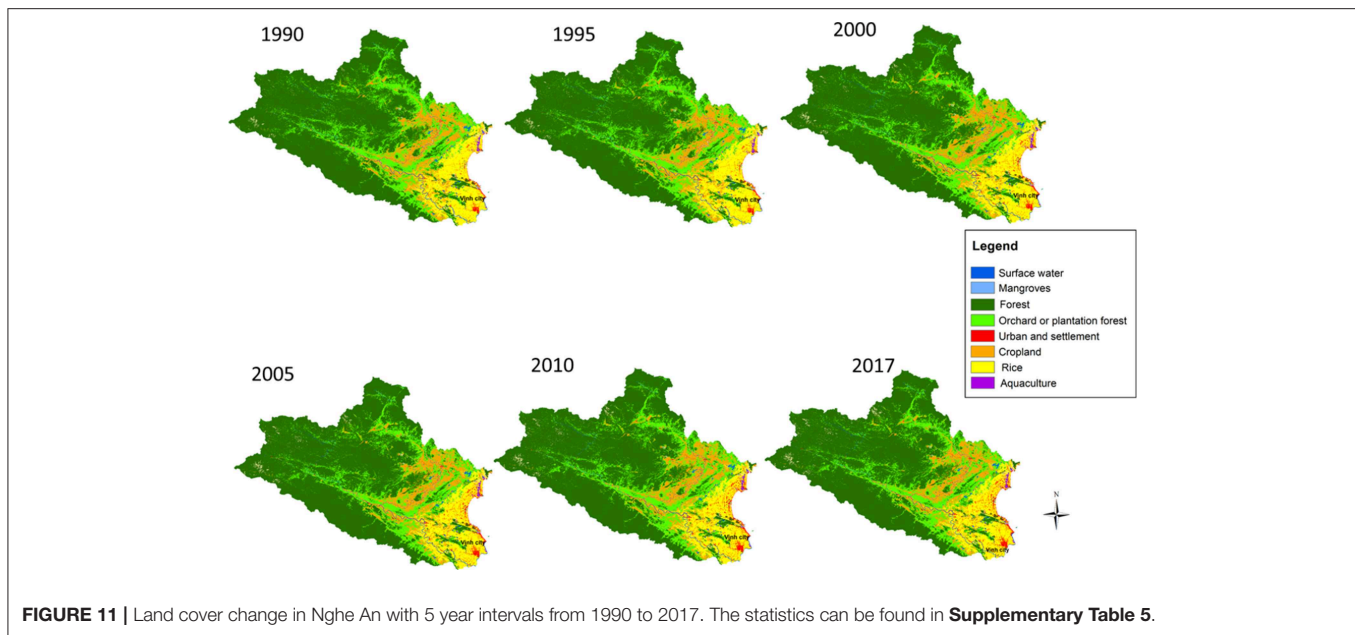 1990
1995
2000
Vinh city
Vinh city
Vinh city
Legend
Surface water
Mangroves
Forest
Orchard or plantation forest
Urban and settlement
Cropland
Rice
Aquaculture
2005
2010
2017
N
Vinh city
Vinh city
Vinh city
FIGURE 11 | Land cover change in Nghe An with 5 year intervals from 1990 to 2017. The statistics can be found in Supplementary Table 5.